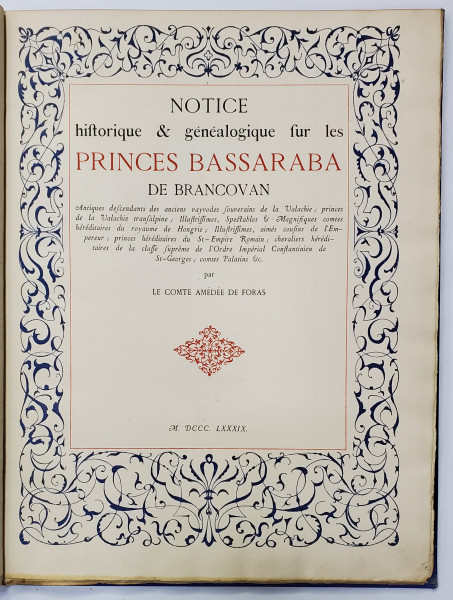 NOTICE
hiſtorique & généalogique ſur les
PRINCES BASSARABA
DE BRANCOVAN
Antiques deſcendants des anciens vayvodes ſouverains de la Valachie ; princes
de la Valachie tranſalpine ; Illuſtriſſimes, Spectables & Magnifiques comtes
héréditaires du royaume de Hongrie ; Illuſtriſſimes, aimés couſins de l'Em-
pereur ; princes héréditaires du St-Empire Romain ; chevaliers hérédi-
taires de la claſſe ſuprême de l'Ordre Impérial Conſtantinien de
St-Georges ; comtes Palatins &c.
par
LE COMTE AMÉDÉE DE FORAS
M. DCCC. LXXXIX.